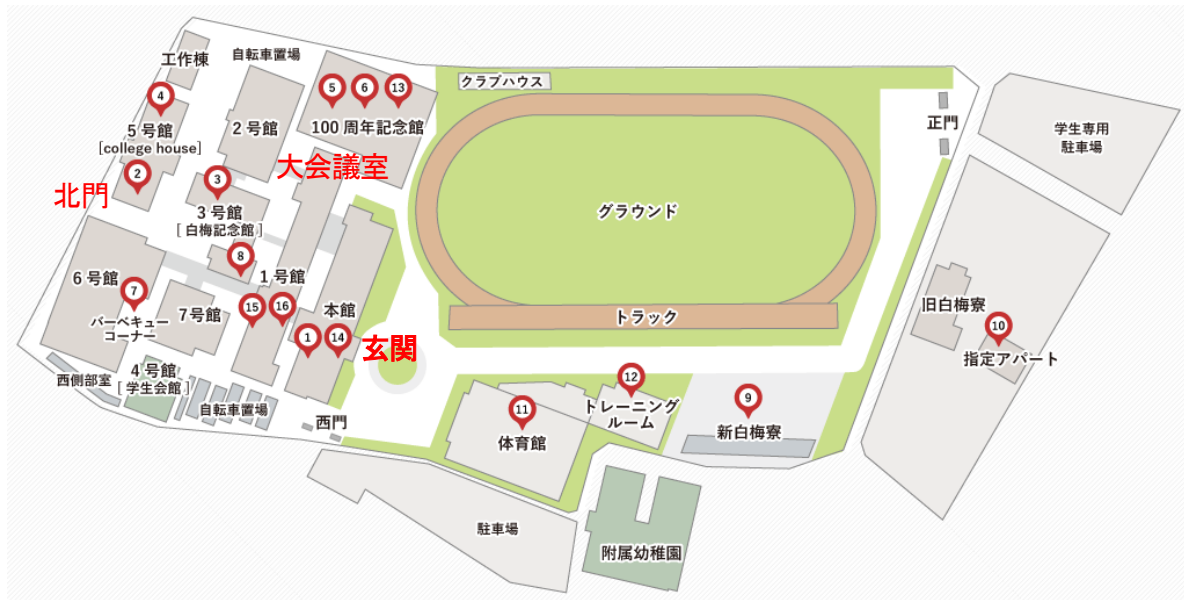 工作棟
自転車置場
クラブハウス
4
5
6
13
5号館
[college house]
2号館
100周年記念館
正門
学生専用
駐車場
大会議室
2
3
北門
3号館
[ 白梅記念館 ]
グラウンド
8
6号館
1号館
7
バーベキュー
コーナー
7号館
15
16
本館
旧白梅寮
トラック
1
14
玄関
10
指定アパート
西側部室
4号館
[ 学生会館 ]
自転車置場
西門
12
トレーニング
ルーム
9
新白梅寮
11
体育館
駐車場
附属幼稚園